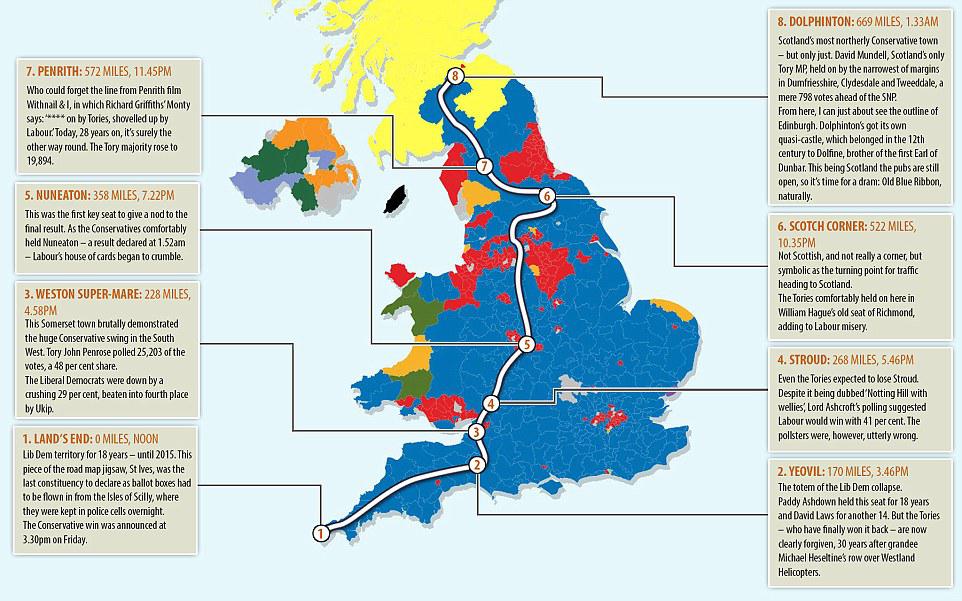 7. PENRITH: 572 MILES, 11.45PM
Who could forget the line from Penrith film
Withnail & I, in which Richard Griffiths' Monty
says: '**** on by Tories, shovelled up by
Labour.' Today, 28 years on, it's surely the
other way round. The Tory majority rose to
19,894.
5. NUNEATON: 358 MILES, 7.22PM
This was the first key seat to give a nod to the
final result. As the Conservatives comfortably
held Nuneaton – a result declared at 1.52am
– Labour's house of cards began to crumble.
3. WESTON SUPER-MARE: 228 MILES,
4.58PM
This Somerset town brutally demonstrated
the huge Conservative swing in the South
West. Tory John Penrose polled 25,203 of the
votes, a 48 per cent share.
The Liberal Democrats were down by a
crushing 29 per cent, beaten into fourth place
by Ukip.
1. LAND'S END: 0 MILES, NOON
Lib Dem territory for 18 years – until 2015. This
piece of the road map jigsaw, St Ives, was the
last constituency to declare as ballot boxes had
to be flown in from the Isles of Scilly, where
they were kept in police cells overnight.
The Conservative win was announced at
3.30pm on Friday.
8
7
6
5
4
3
2
1
8. DOLPHINTON: 669 MILES, 1.33AM
Scotland's most northerly Conservative town
– but only just. David Mundell, Scotland's only
Tory MP, held on by the narrowest of margins
in Dumfriesshire, Clydesdale and Tweeddale, a
mere 798 votes ahead of the SNP.
From here, I can just about see the outline of
Edinburgh. Dolphinton's got its own
quasi-castle, which belonged in the 12th
century to Dolfine, brother of the first Earl of
Dunbar. This being Scotland the pubs are still
open, so it's time for a dram: Old Blue Ribbon,
naturally.
6. SCOTCH CORNER: 522 MILES,
10.35PM
Not Scottish, and not really a corner, but
symbolic as the turning point for traffic
heading to Scotland.
The Tories comfortably held on here in
William Hague's old seat of Richmond,
adding to Labour misery.
4. STROUD: 268 MILES, 5.46PM
Even the Tories expected to lose Stroud.
Despite it being dubbed 'Notting Hill with
wellies', Lord Ashcroft's polling suggested
Labour would win with 41 per cent. The
pollsters were, however, utterly wrong.
2. YEOVIL: 170 MILES, 3.46PM
The totem of the Lib Dem collapse.
Paddy Ashdown held this seat for 18 years
and David Laws for another 14. But the Tories
– who have finally won it back – are now
clearly forgiven, 30 years after grandee
Michael Heseltine's row over Westland
Helicopters.